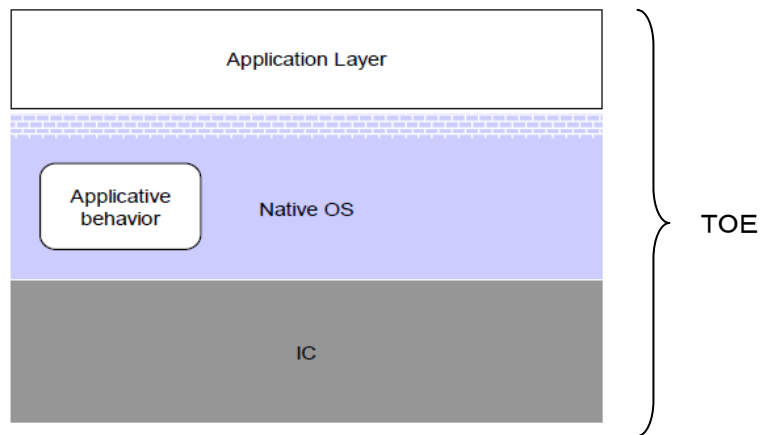 Application Layer
Applicative
behavior
Native OS
TOE
IC